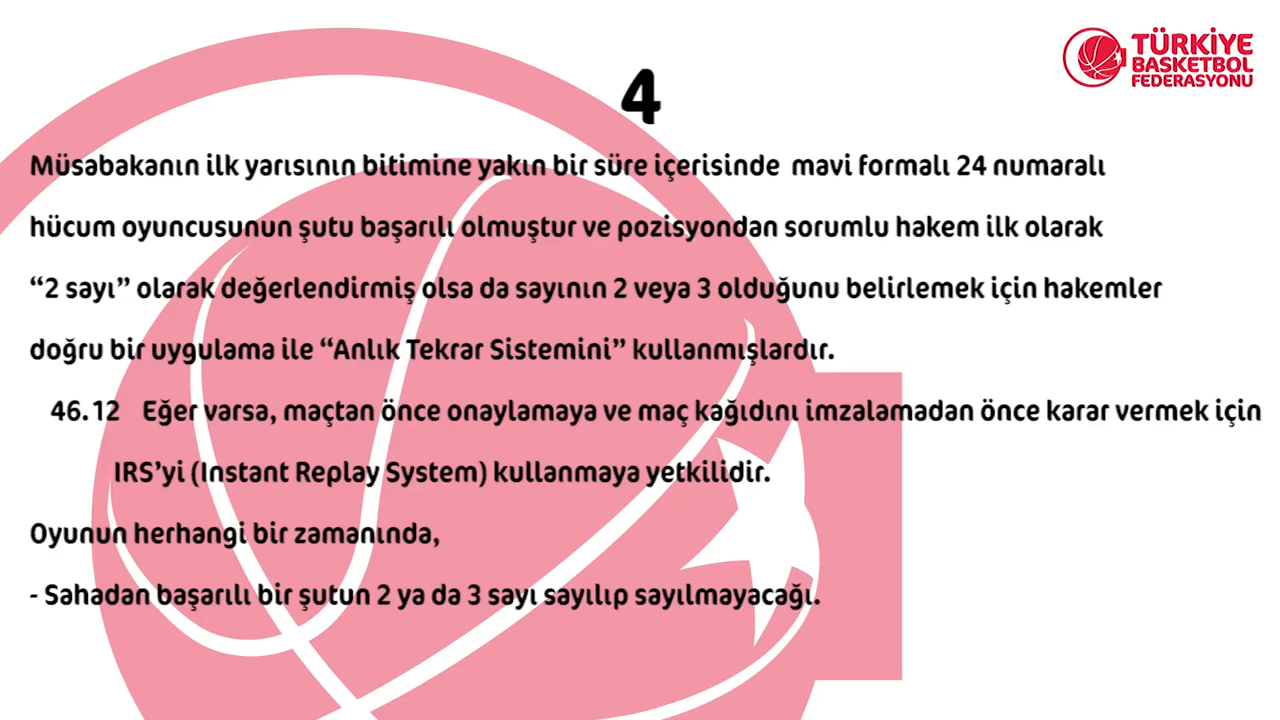 TÜRKİYE
BASKETBOL
FEDERASYONU
4
Müsabakanın ilk yarısının bitimine yakın bir süre içerisinde mavi formalı 24 numaralı
hücum oyuncusunun şutu başarılı olmuştur ve pozisyondan sorumlu hakem ilk olarak
“2 sayı” olarak değerlendirmiş olsa da sayının 2 veya 3 olduğunu belirlemek için hakemler
doğru bir uygulama ile “Anlık Tekrar Sistemini” kullanmışlardır.
46.12 Eğer varsa, maçtan önce onaylamaya ve maç kağıdını imzalamadan önce karar vermek için
IRS’yi (Instant Replay System) kullanmaya yetkilidir.
Oyunun herhangi bir zamanında,
- Sahadan başarılı bir şutun 2 ya da 3 sayı sayılıp sayılmayacağı.